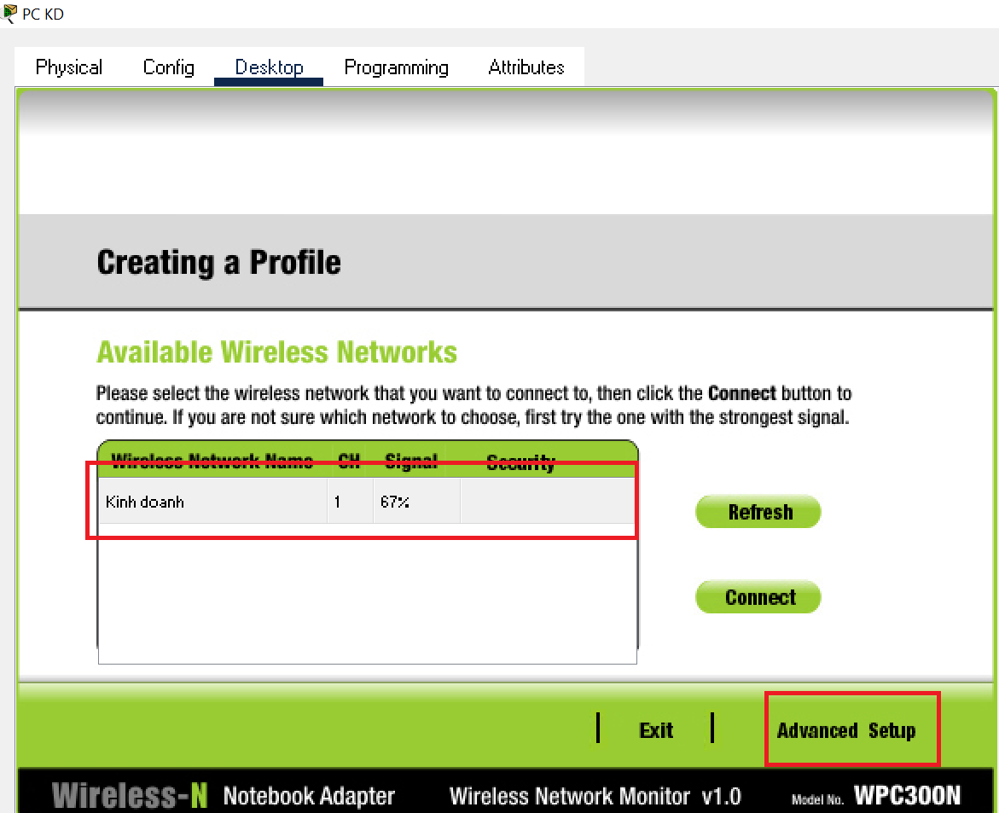 PC KD
Physical Config Desktop Programming Attributes
Creating a Profile
Available Wireless Networks
Please select the wireless network that you want to connect to, then click the Connect button to
continue. If you are not sure which network to choose, first try the one with the strongest signal.
Wireless Network Name CH Signal Security
Kinh doanh 1 67%
Refresh
Connect
Exit Advanced Setup
Wireless-N Notebook Adapter Wireless Network Monitor v1.0 Model No. WPC300N